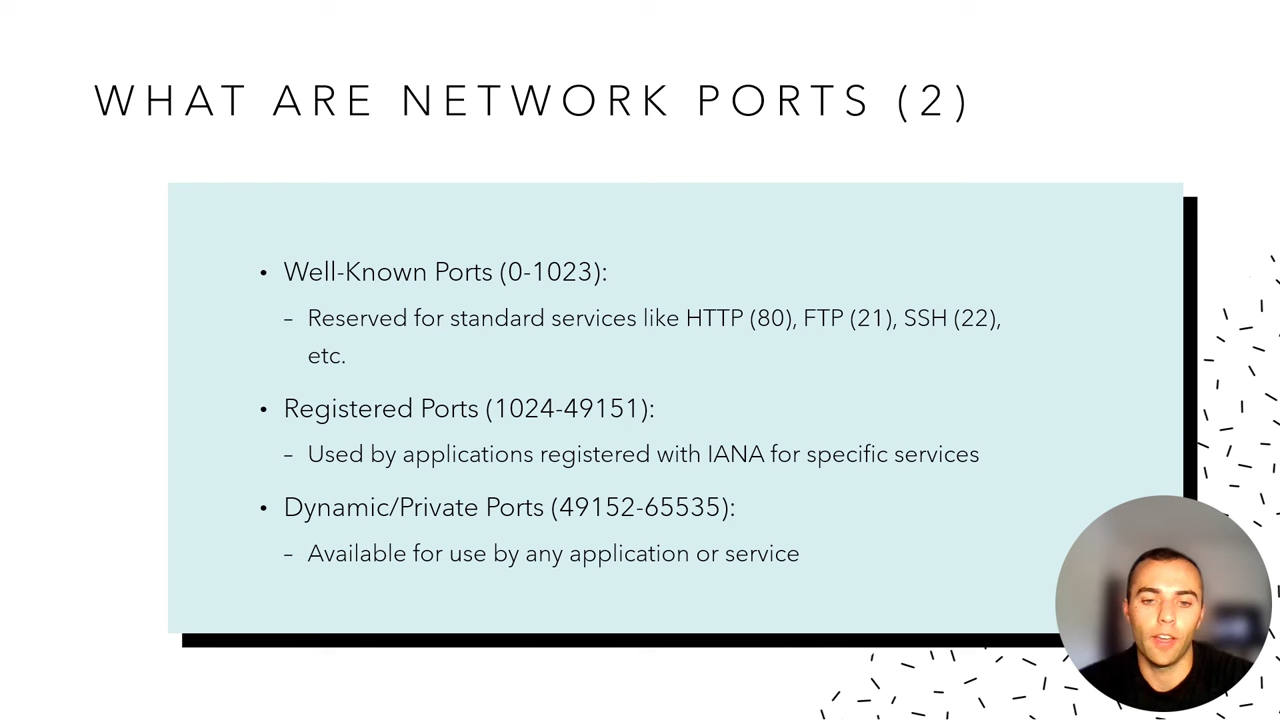 WHAT ARE NETWORK PORTS (2)
• Well-Known Ports (0-1023):
– Reserved for standard services like HTTP (80), FTP (21), SSH (22),
etc.
• Registered Ports (1024-49151):
– Used by applications registered with IANA for specific services
• Dynamic/Private Ports (49152-65535):
– Available for use by any application or service